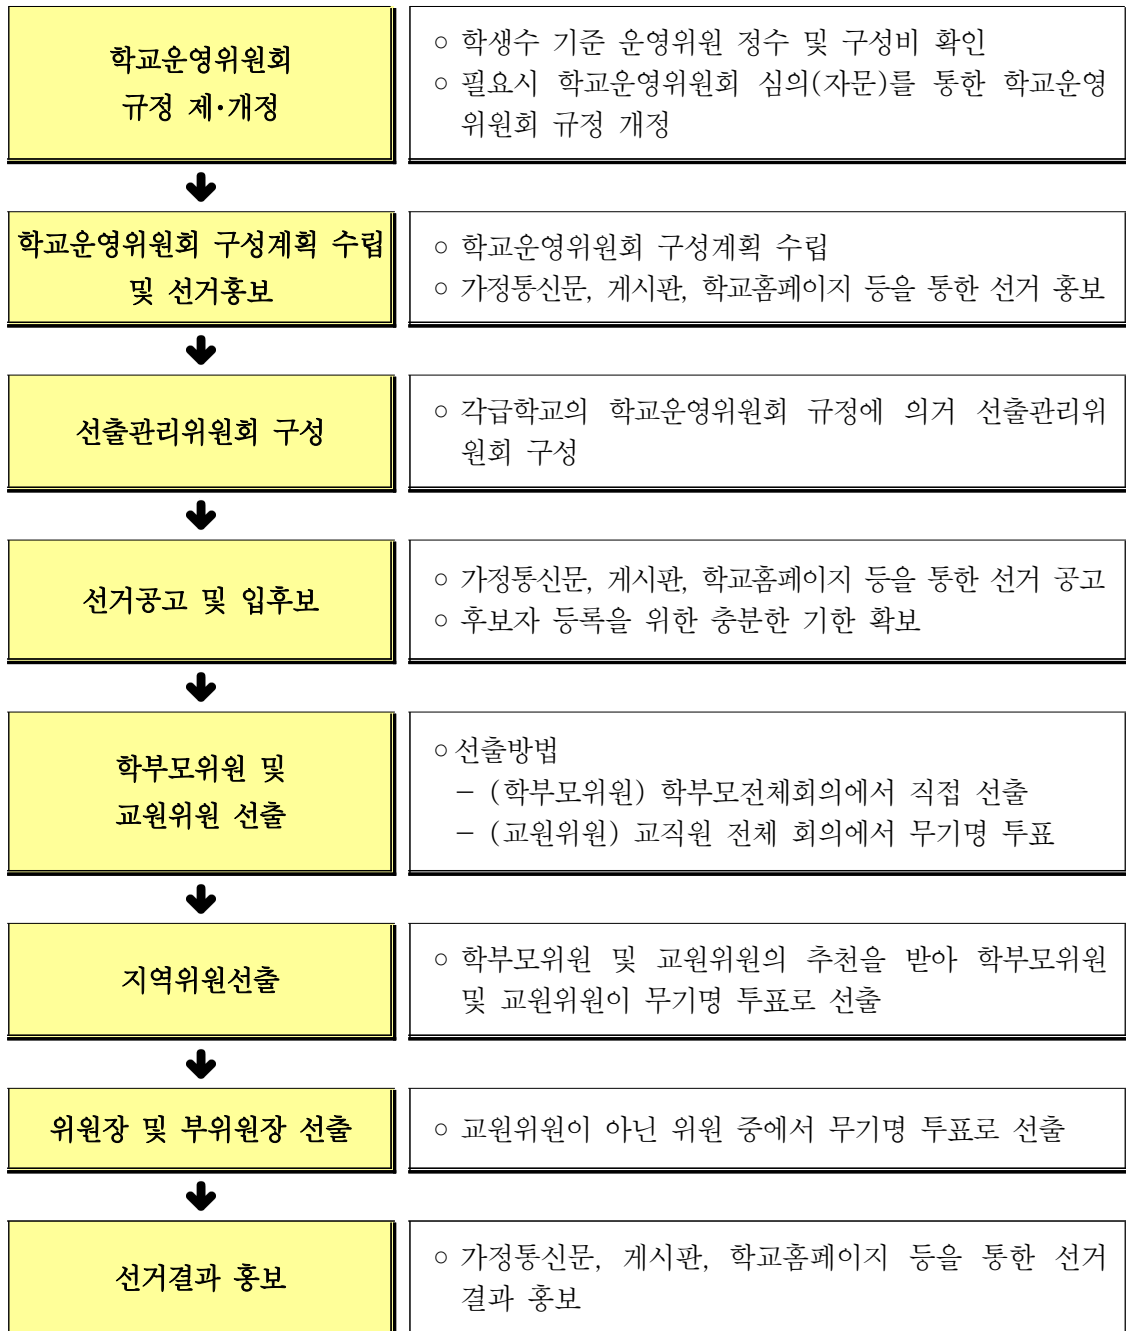 학교운영위원회
규정 제·개정
○ 학생수 기준 운영위원 정수 및 구성비 확인
○ 필요시 학교운영위원회 심의(자문)를 통한 학교운영
위원회 규정 개정
학교운영위원회 구성계획 수립
및 선거홍보
○ 학교운영위원회 구성계획 수립
○ 가정통신문, 게시판, 학교홈페이지 등을 통한 선거 홍보
선출관리위원회 구성
○ 각급학교의 학교운영위원회 규정에 의거 선출관리위
원회 구성
선거공고 및 입후보
○ 가정통신문, 게시판, 학교홈페이지 등을 통한 선거 공고
○ 후보자 등록을 위한 충분한 기한 확보
학부모위원 및
교원위원 선출
○ 선출방법
- (학부모위원) 학부모전체회의에서 직접 선출
- (교원위원) 교직원 전체 회의에서 무기명 투표
지역위원선출
○ 학부모위원 및 교원위원의 추천을 받아 학부모위원
및 교원위원이 무기명 투표로 선출
위원장 및 부위원장 선출
○ 교원위원이 아닌 위원 중에서 무기명 투표로 선출
선거결과 홍보
○ 가정통신문, 게시판, 학교홈페이지 등을 통한 선거
결과 홍보